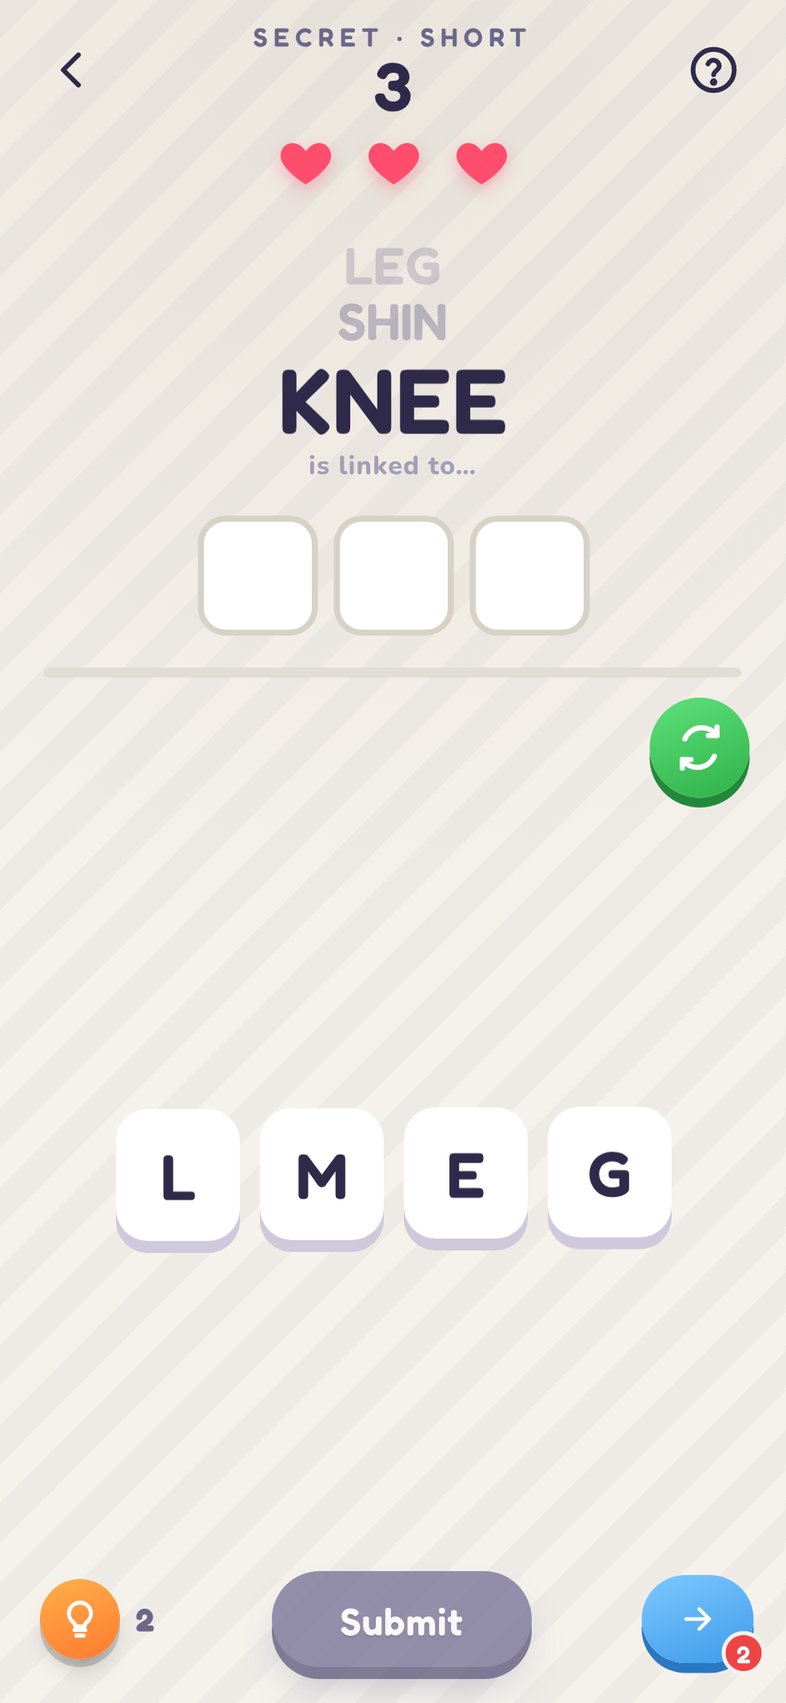 SECRET · SHORT
3
LEG
SHIN
KNEE
is linked to...
L M E G
2
Submit
2